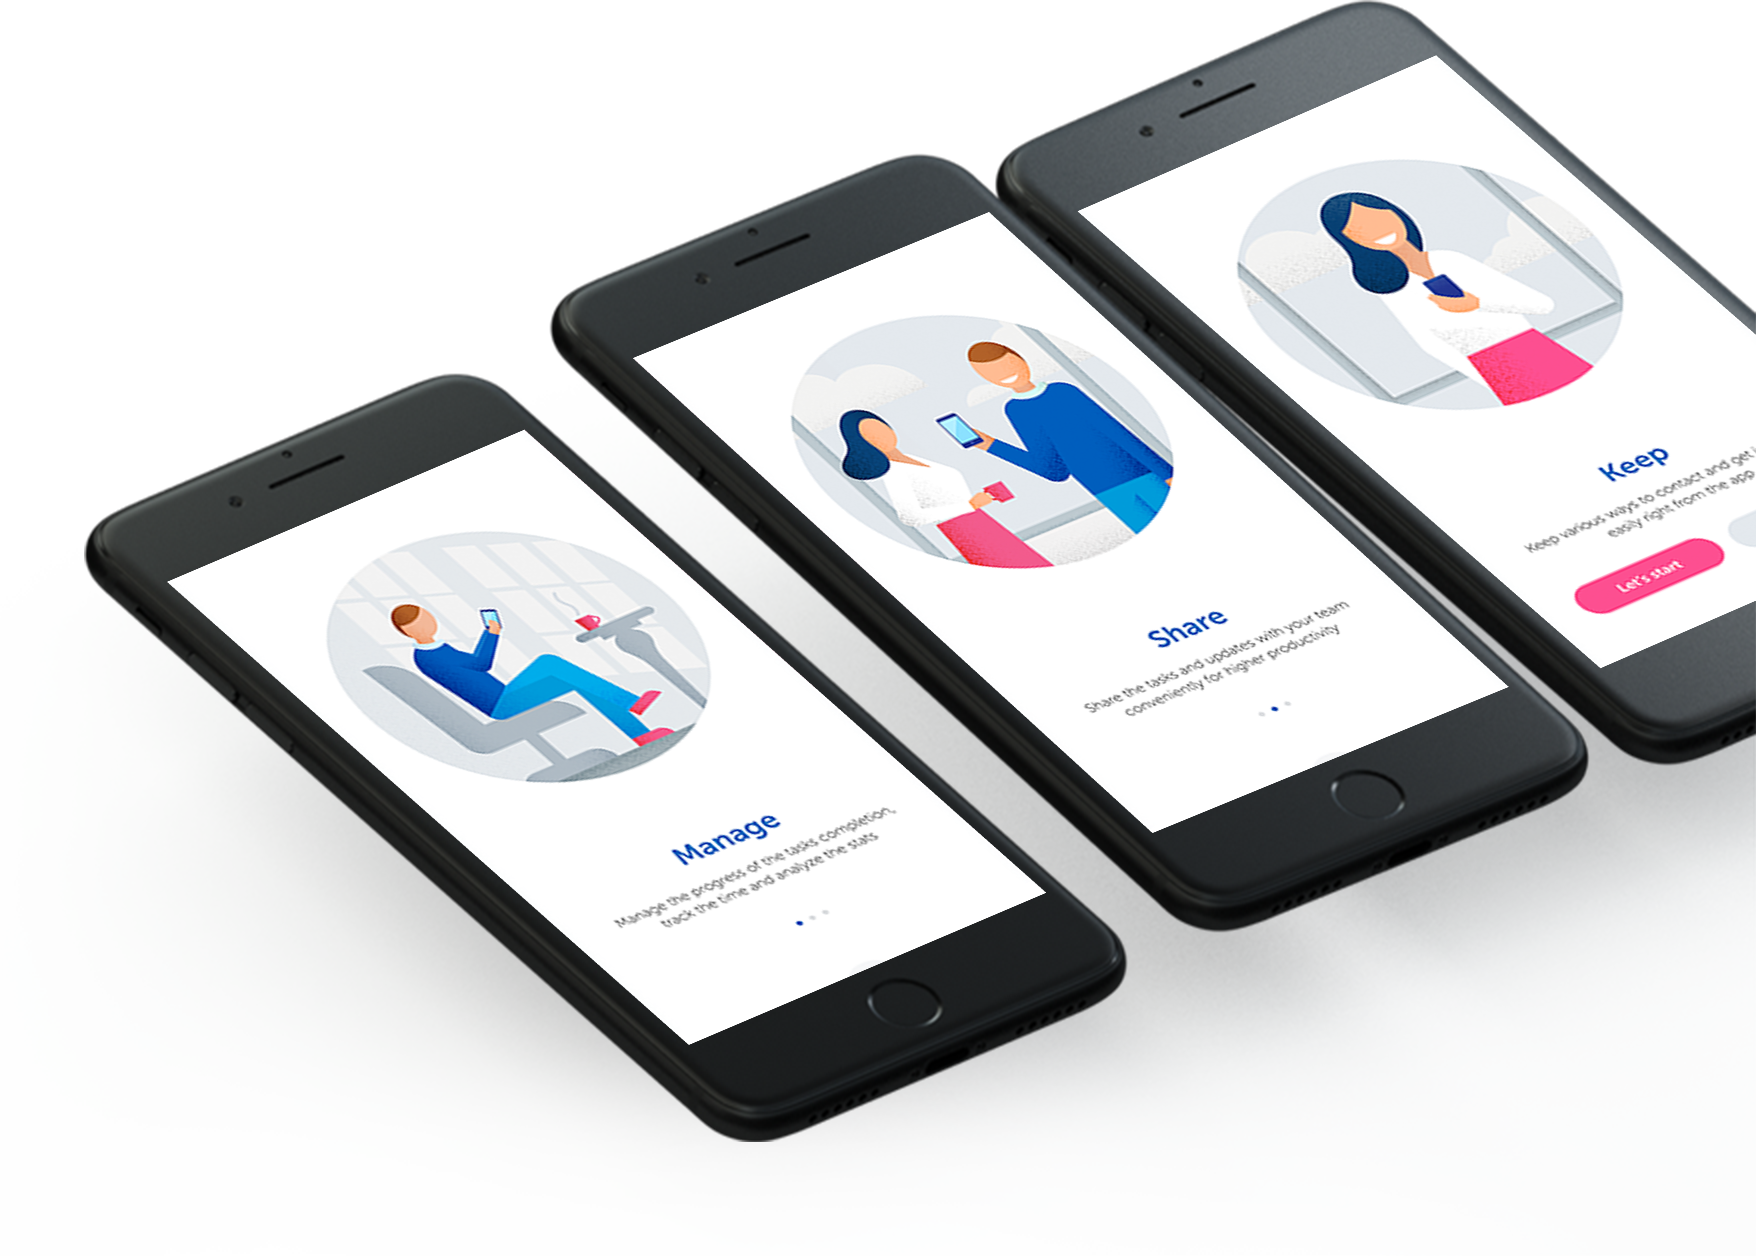 Manage
Manage the progress of the tasks completion,
track the time and analyze the stats
Share
Share the tasks and updates with your team
conveniently for higher productivity
Keep
Keep various ways to contact and get
easily right from the app
Let's start